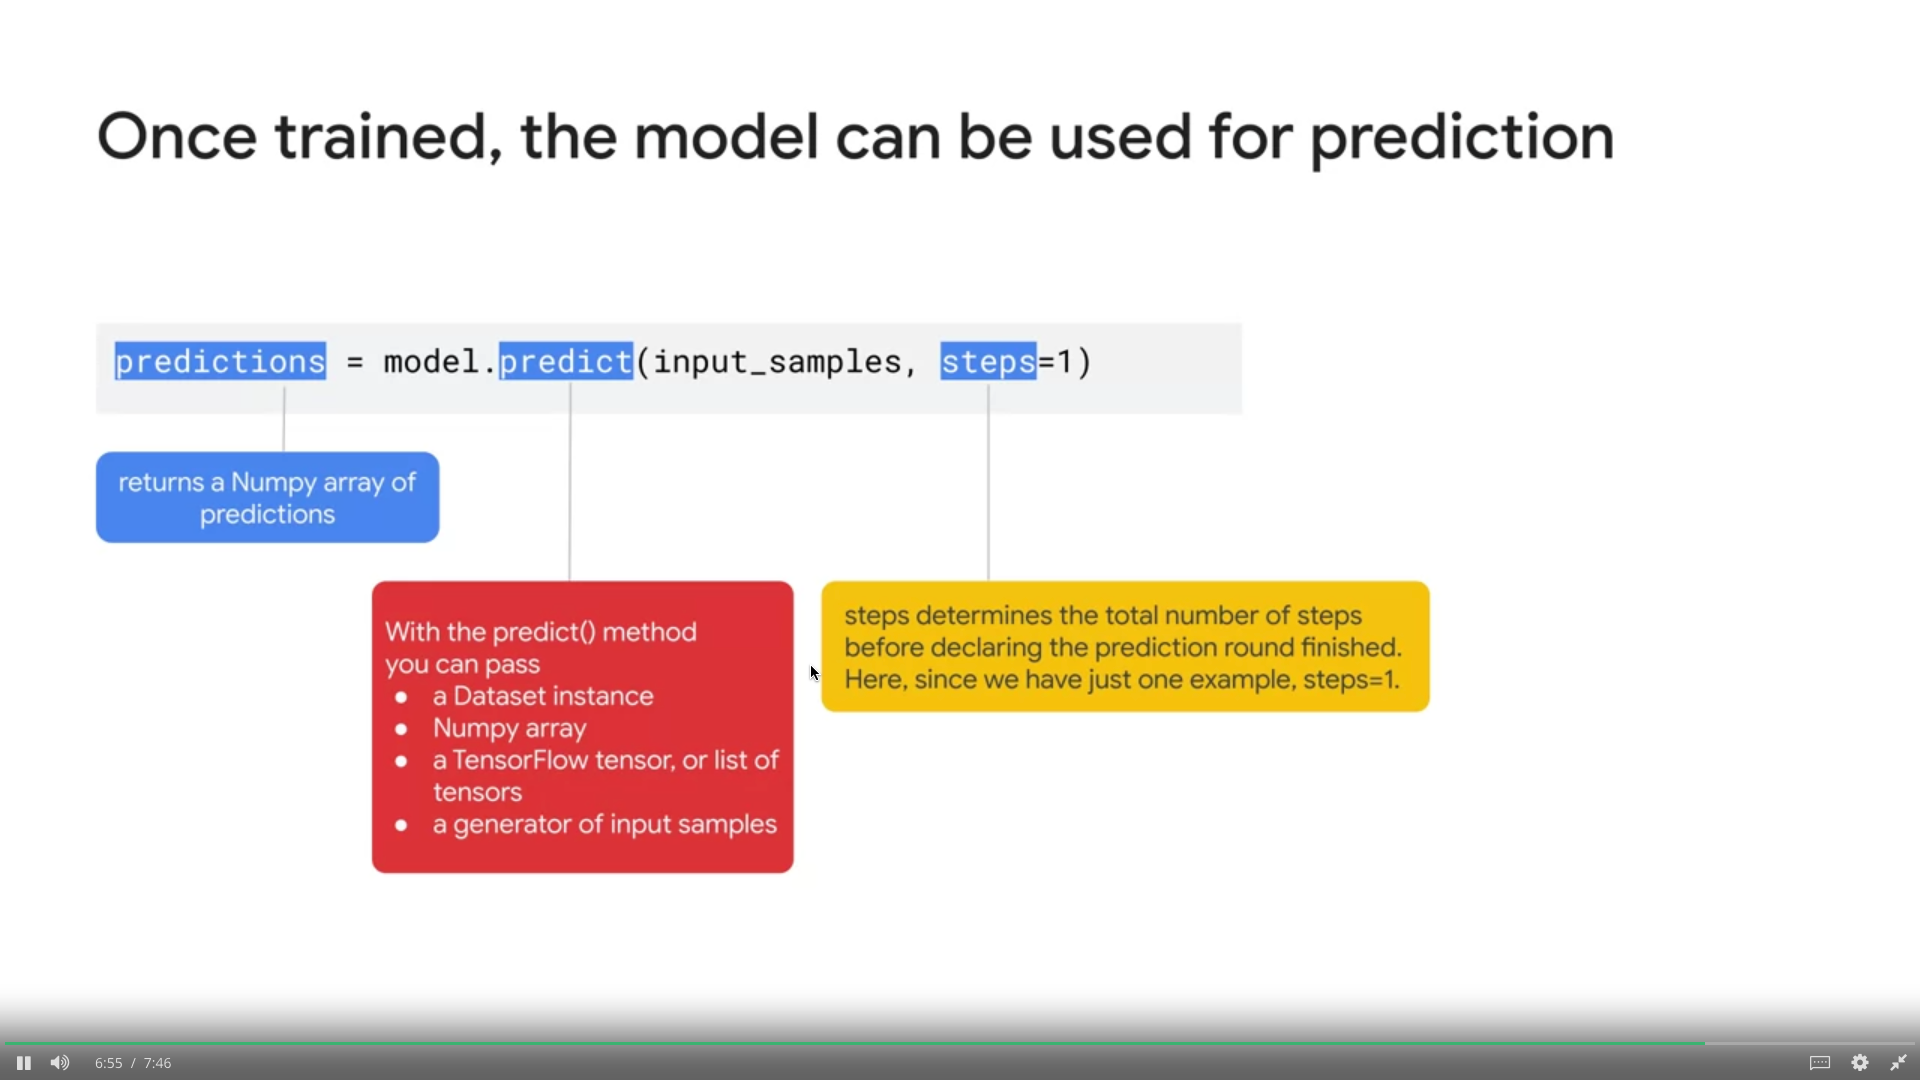 Once trained, the model can be used for prediction
predictions = model.predict(input_samples, steps=1)
returns a Numpy array of
predictions
With the predict() method
you can pass
● a Dataset instance
● Numpy array
● a TensorFlow tensor, or list of
tensors
● a generator of input samples
steps determines the total number of steps
before declaring the prediction round finished.
Here, since we have just one example, steps=1.
6:55 / 7:46